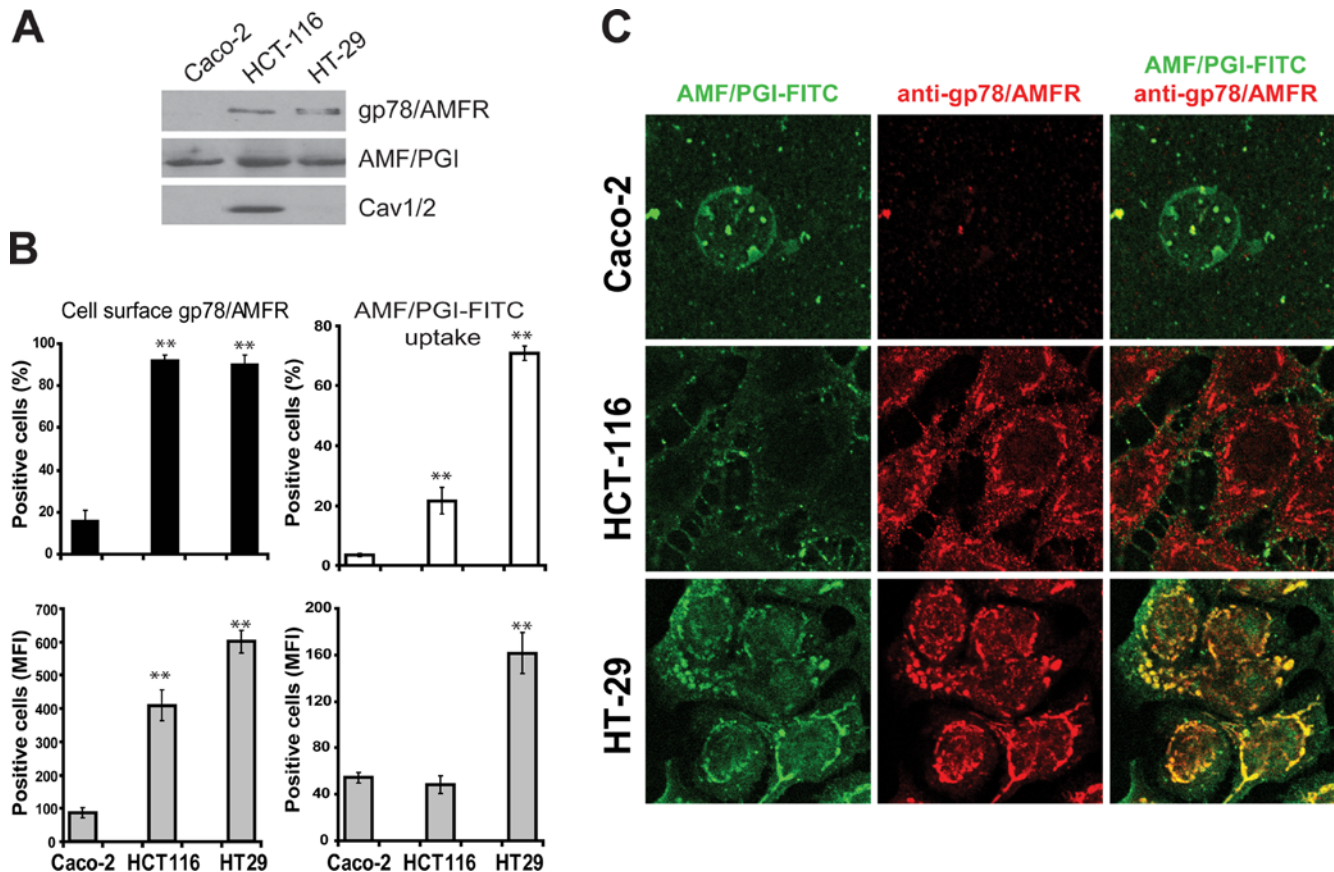 A
Caco-2
HCT-116
HT-29
gp78/AMFR
AMF/PGI
Cav1/2
B
Cell surface gp78/AMFR
Positive cells (%)
100
80
60
40
20
0
**
**
AMF/PGI-FITC
uptake
Positive cells (%)
80
60
40
20
0
**
**
Positive cells (MFI)
700
600
500
400
300
200
100
0
**
**
Caco-2
HCT116
HT29
Positive cells (MFI)
200
160
120
80
40
0
**
Caco-2
HCT116
HT29
C
AMF/PGI-FITC
anti-gp78/AMFR
AMF/PGI-FITC
anti-gp78/AMFR
Caco-2
HCT-116
HT-29